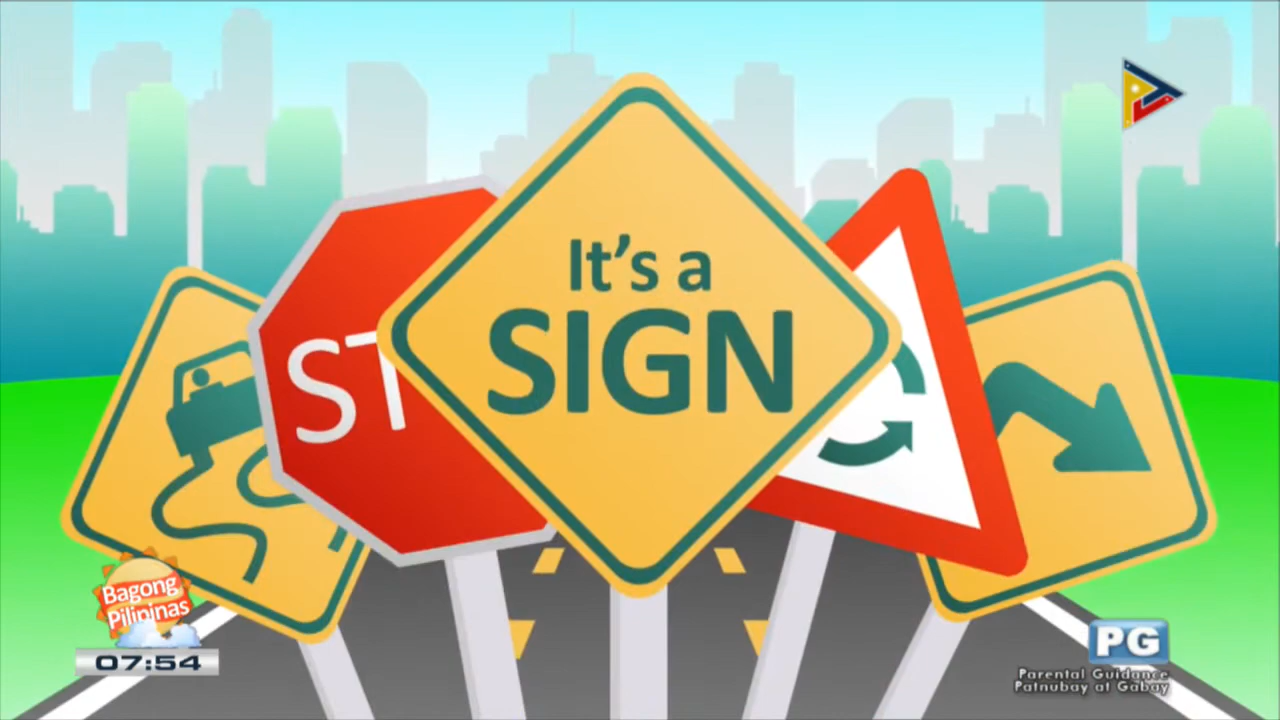 It's a
SIGN
ST
Bagong
Pilipinas
07:54
PG
Parental Guidance
Patnubay at Gabay